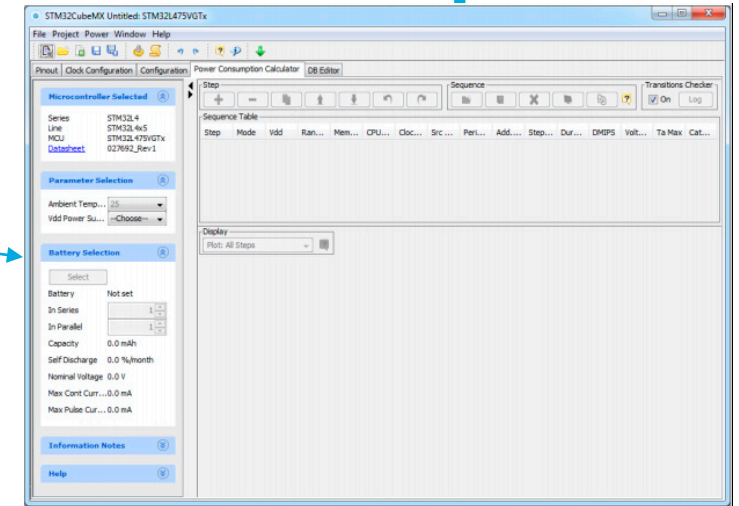 STM32CubeMX Untitled: STM32L475VGTx
File Project Power Window Help
Pinout Clock Configuration Configuration Power Consumption Calculator DB Editor
Microcontroller Selected
Series STM32L4
Line STM32L4x5
MCU STM32L475VGTx
Datasheet 027692_Rev1
Parameter Selection
Ambient Temp... 25
Vdd Power Su... --Choose--
Battery Selection
Select
Battery Not set
In Series 1
In Parallel 1
Capacity 0.0 mAh
Self Discharge 0.0 %/month
Nominal Voltage 0.0 V
Max Cont Curr...0.0 mA
Max Pulse Cur...0.0 mA
Information Notes
Help
Step Sequence Transitions Checker
On Log
Sequence Table
Step Mode Vdd Ran... Mem... CPU... Cloc... Src ... Peri... Add.... Step... Dur... DMIPS Volt... Ta Max Cat...
Display
Plot: All Steps